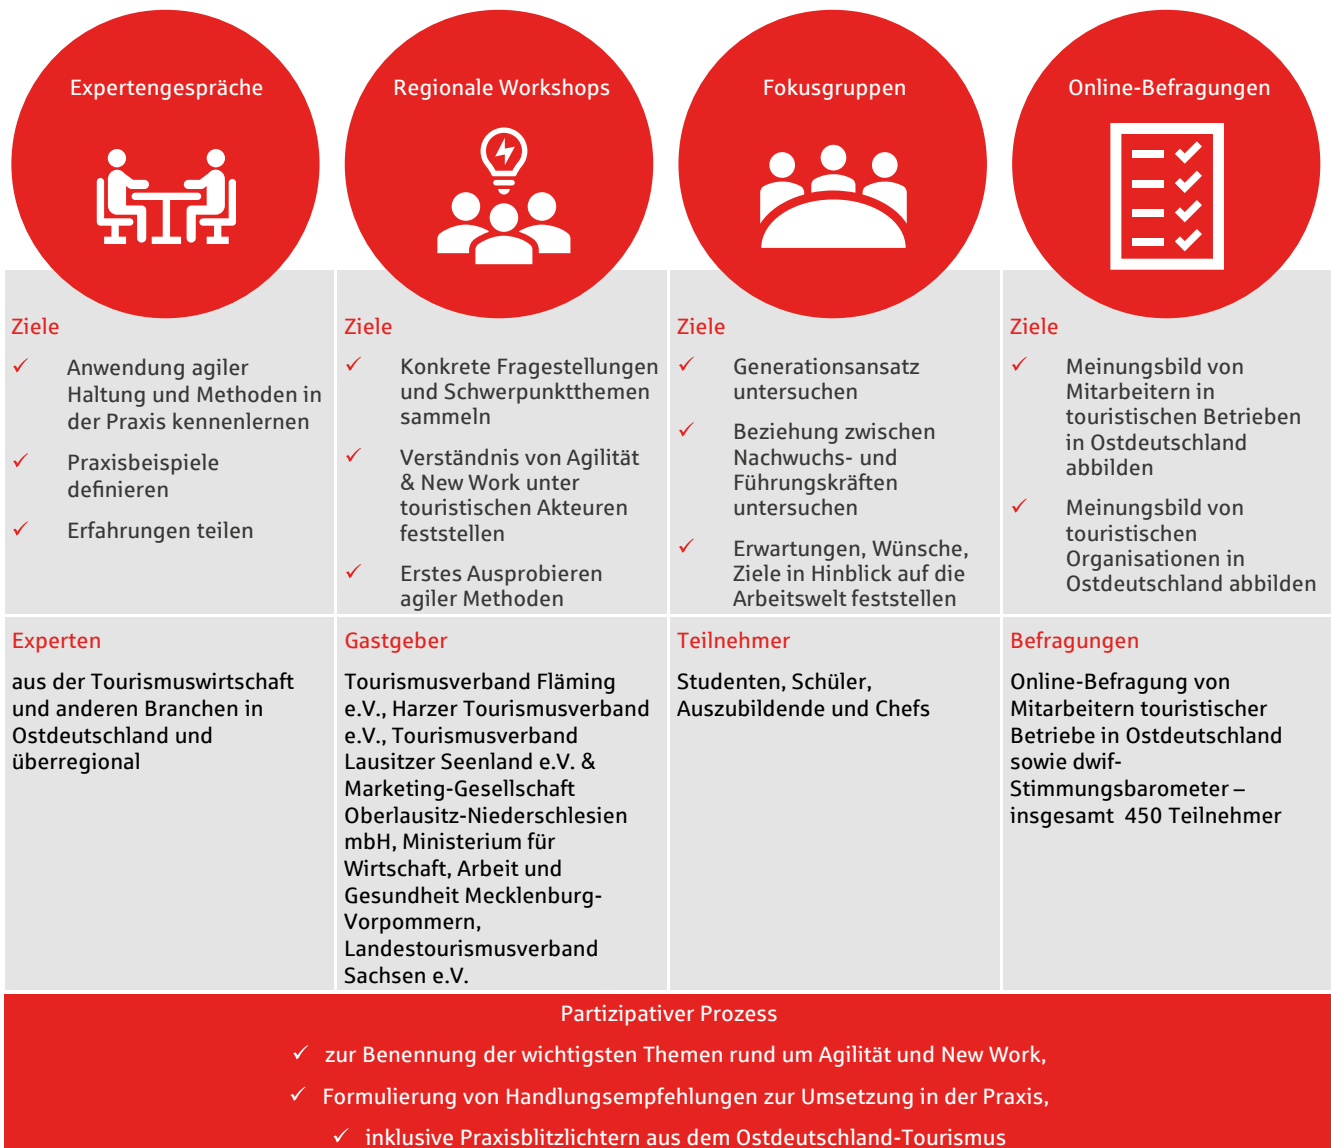 Expertengespräche
Regionale Workshops
Fokusgruppen
Online-Befragungen
Ziele
Anwendung agiler
Haltung und Methoden in
der Praxis kennenlernen
Praxisbeispiele
definieren
Erfahrungen teilen
Ziele
Konkrete Fragestellungen
und Schwerpunktthemen
sammeln
Verständnis von Agilität
& New Work unter
touristischen Akteuren
feststellen
Erstes Ausprobieren
agiler Methoden
Ziele
Generationsansatz
untersuchen
Beziehung zwischen
Nachwuchs- und
Führungskräften
untersuchen
Erwartungen, Wünsche,
Ziele in Hinblick auf die
Arbeitswelt feststellen
Ziele
Meinungsbild von
Mitarbeitern in
touristischen Betrieben
in Ostdeutschland
abbilden
Meinungsbild von
touristischen
Organisationen in
Ostdeutschland abbilden
Experten
aus der Tourismuswirtschaft
und anderen Branchen in
Ostdeutschland und
überregional
Gastgeber
Tourismusverband Fläming
e.V., Harzer Tourismusverband
e.V., Tourismusverband
Lausitzer Seenland e.V. &
Marketing-Gesellschaft
Oberlausitz-Niederschlesien
mbH, Ministerium für
Wirtschaft, Arbeit und
Gesundheit Mecklenburg-
Vorpommern,
Landestourismusverband
Sachsen e.V.
Teilnehmer
Studenten, Schüler,
Auszubildende und Chefs
Befragungen
Online-Befragung von
Mitarbeitern touristischer
Betriebe in Ostdeutschland
sowie dwif-
Stimmungsbarometer –
insgesamt 450 Teilnehmer
Partizipativer Prozess
✓ zur Benennung der wichtigsten Themen rund um Agilität und New Work,
✓ Formulierung von Handlungsempfehlungen zur Umsetzung in der Praxis,
✓ inklusive Praxisblitzlichtern aus dem Ostdeutschland-Tourismus